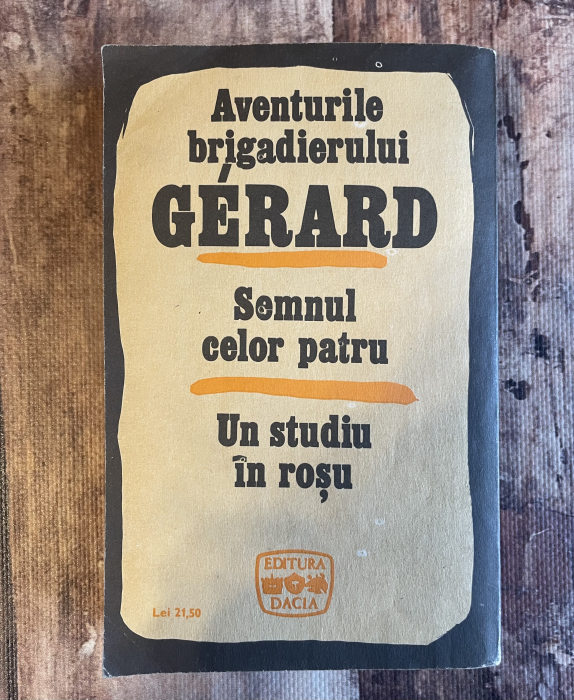 Aventurile
brigadierului
GÉRARD
Semnul
celor patru
Un studiu
în roșu
EDITURA
DACIA
Lei 21,50